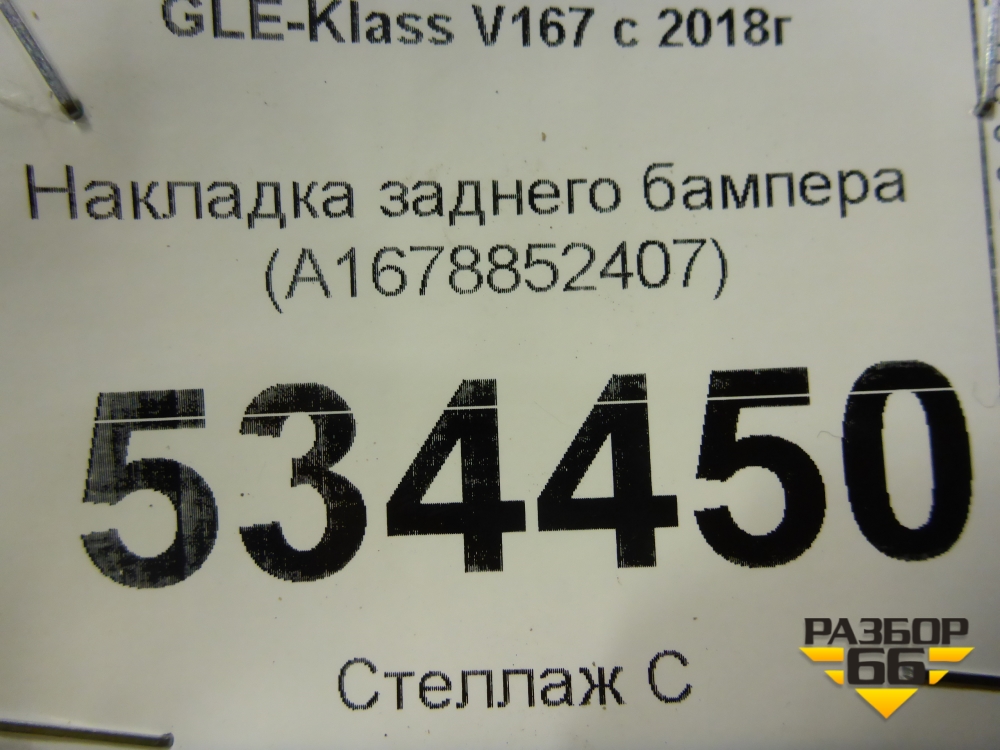 GLE-Klass V167 с 2018г
Накладка заднего бампера
(A1678852407)
534450
Стеллаж С
РАЗБОР
66